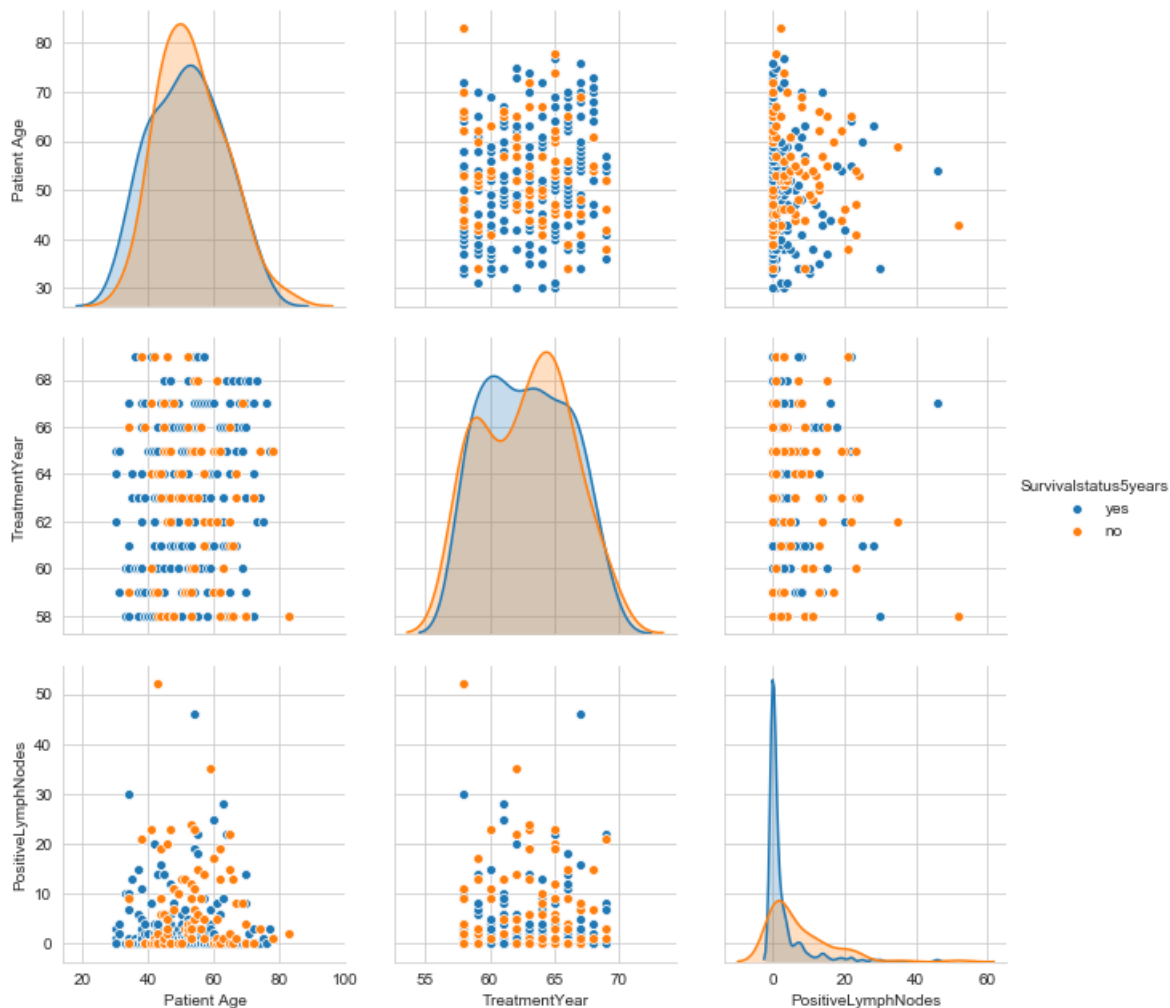 Patient Age
80
70
60
50
40
30
TreatmentYear
68
66
64
62
60
58
Survivalstatus5years
yes
no
PositiveLymphNodes
50
40
30
20
10
0
20 40 60 80 100
55 60 65 70
0 20 40 60
Patient Age
TreatmentYear
PositiveLymphNodes